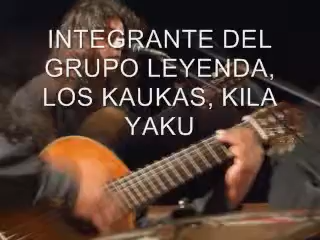 INTEGRANTE DEL
GRUPO LEYENDA,
LOS KAUKAS, KILA
YAKU